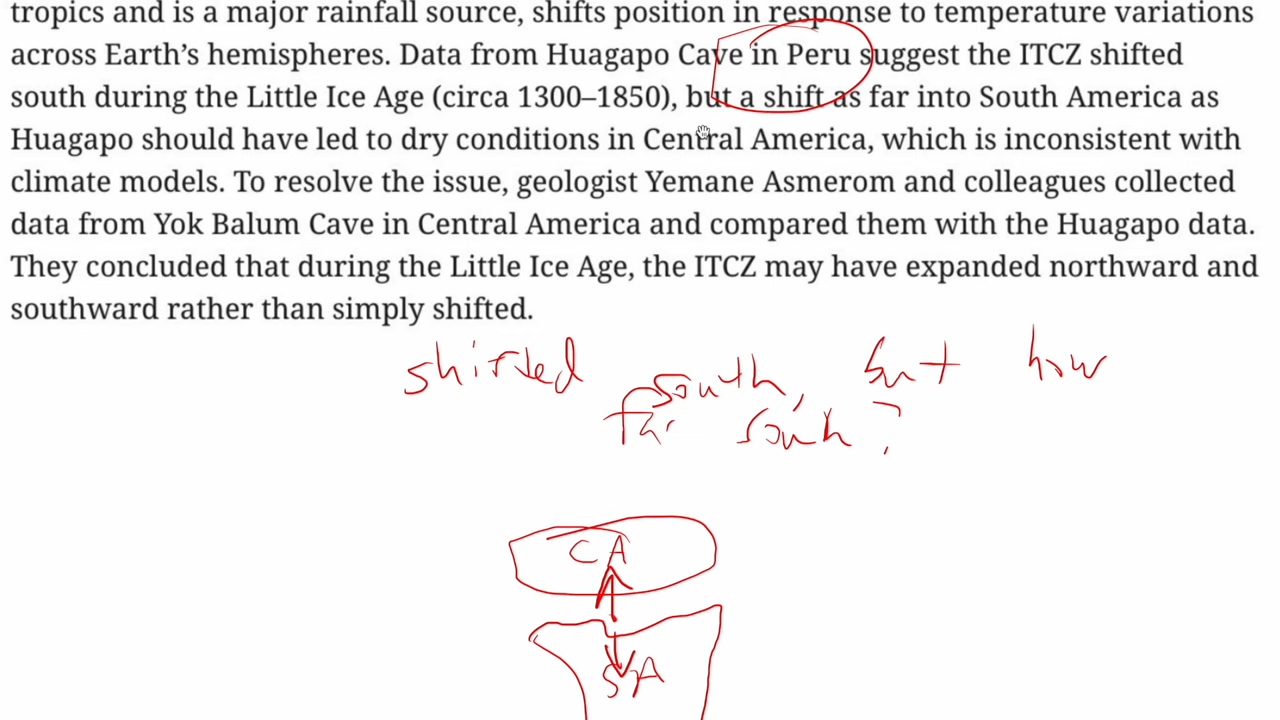 tropics and is a major rainfall source, shifts position in response to temperature variations
across Earth’s hemispheres. Data from Huagapo Cave in Peru suggest the ITCZ shifted
south during the Little Ice Age (circa 1300–1850), but a shift as far into South America as
Huagapo should have led to dry conditions in Central America, which is inconsistent with
climate models. To resolve the issue, geologist Yemane Asmerom and colleagues collected
data from Yok Balum Cave in Central America and compared them with the Huagapo data.
They concluded that during the Little Ice Age, the ITCZ may have expanded northward and
southward rather than simply shifted.
shifted south, but how
far south?
CA
SA